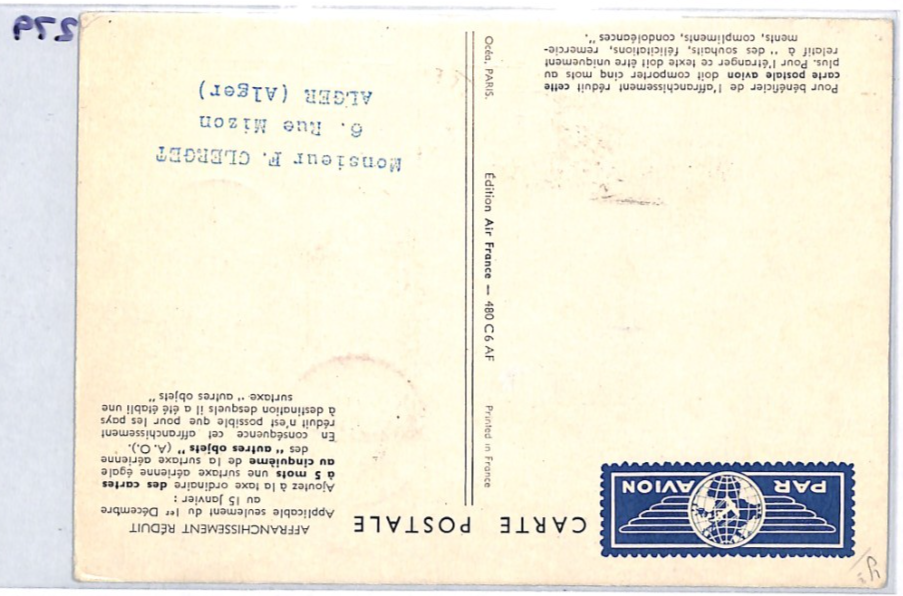 PAR AVION
CARTE POSTALE
AFFRANCHISSEMENT RÉDUIT
Applicable seulement du 1er Décembre
au 15 Janvier :
Ajoutez à la taxe ordinaire des cartes
à 5 mots une surtaxe aérienne égale
au cinquième de la surtaxe aérienne
des " autres objets " (A. O.).
En conséquence cet affranchissement
réduit n'est possible que pour les pays
à destination desquels il a été établi une
surtaxe " autres objets "
Printed in France
Édition Air France — 480 C 6 AF
Océa, PARIS.
Monsieur F. CLERGET
6. Rue Mizon
ALGER (Alger)
Pour bénéficier de l'affranchissement réduit cette
carte postale avion doit comporter cinq mots au
plus. Pour l'étranger ce texte doit être uniquement
relatif à " des souhaits, félicitations, remercie-
ments, compliments, condoléances ".
279